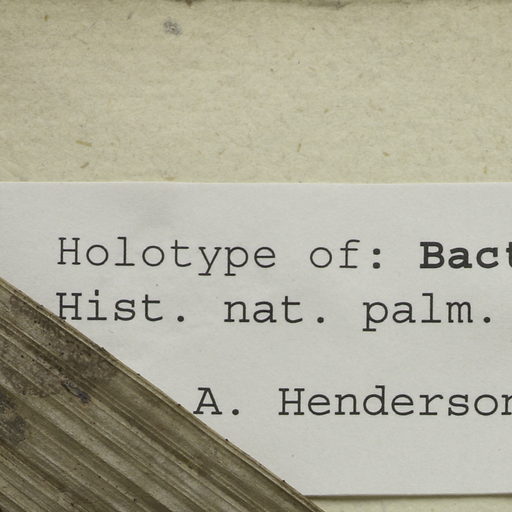 Holotype of: Bact
Hist. nat. palm.
A. Henderson